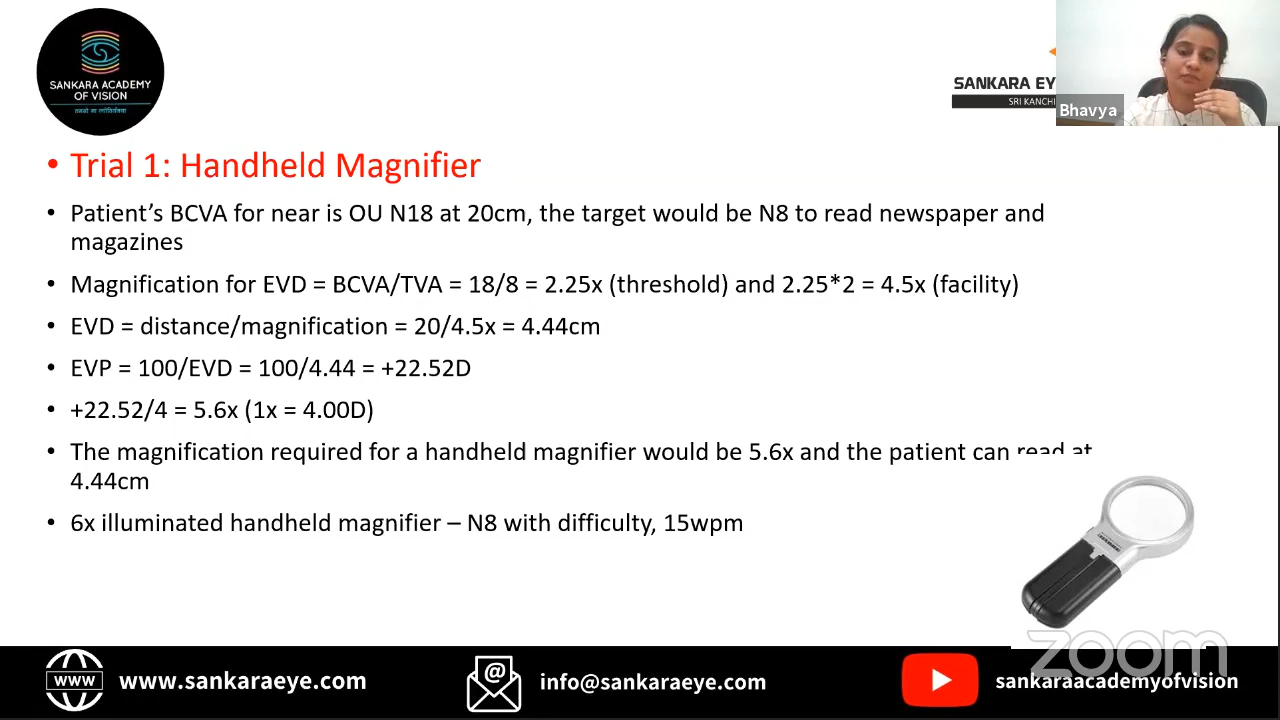 SANKARA ACADEMY
OF VISION
SANKARA EYE
SRI KANCHI
Bhavya
• Trial 1: Handheld Magnifier
• Patient’s BCVA for near is OU N18 at 20cm, the target would be N8 to read newspaper and
magazines
• Magnification for EVD = BCVA/TVA = 18/8 = 2.25x (threshold) and 2.25*2 = 4.5x (facility)
• EVD = distance/magnification = 20/4.5x = 4.44cm
• EVP = 100/EVD = 100/4.44 = +22.52D
• +22.52/4 = 5.6x (1x = 4.00D)
• The magnification required for a handheld magnifier would be 5.6x and the patient can read at
4.44cm
• 6x illuminated handheld magnifier – N8 with difficulty, 15wpm
zoom
WWW
www.sankaraeye.com
@
info@sankaraeye.com
sankaraacademyofvision